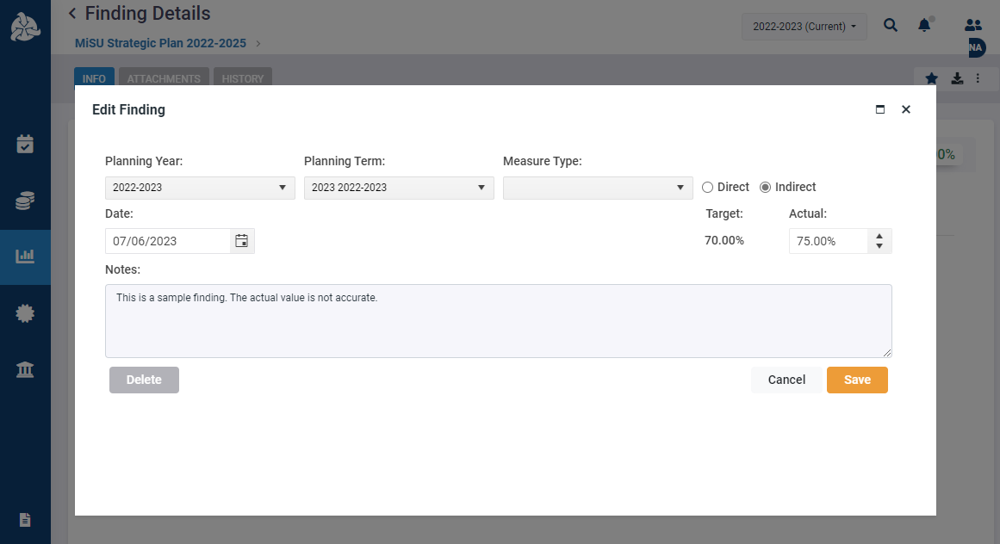 Finding Details
2022-2023 (Current)
MiSU Strategic Plan 2022-2025
NA
INFO
ATTACHMENTS
HISTORY
Edit Finding
0%
Planning Year:
Planning Term:
Measure Type:
2022-2023
2023 2022-2023
Direct
Indirect
Date:
Target:
Actual:
07/06/2023
70.00%
75.00%
Notes:
This is a sample finding. The actual value is not accurate.
Delete
Cancel
Save